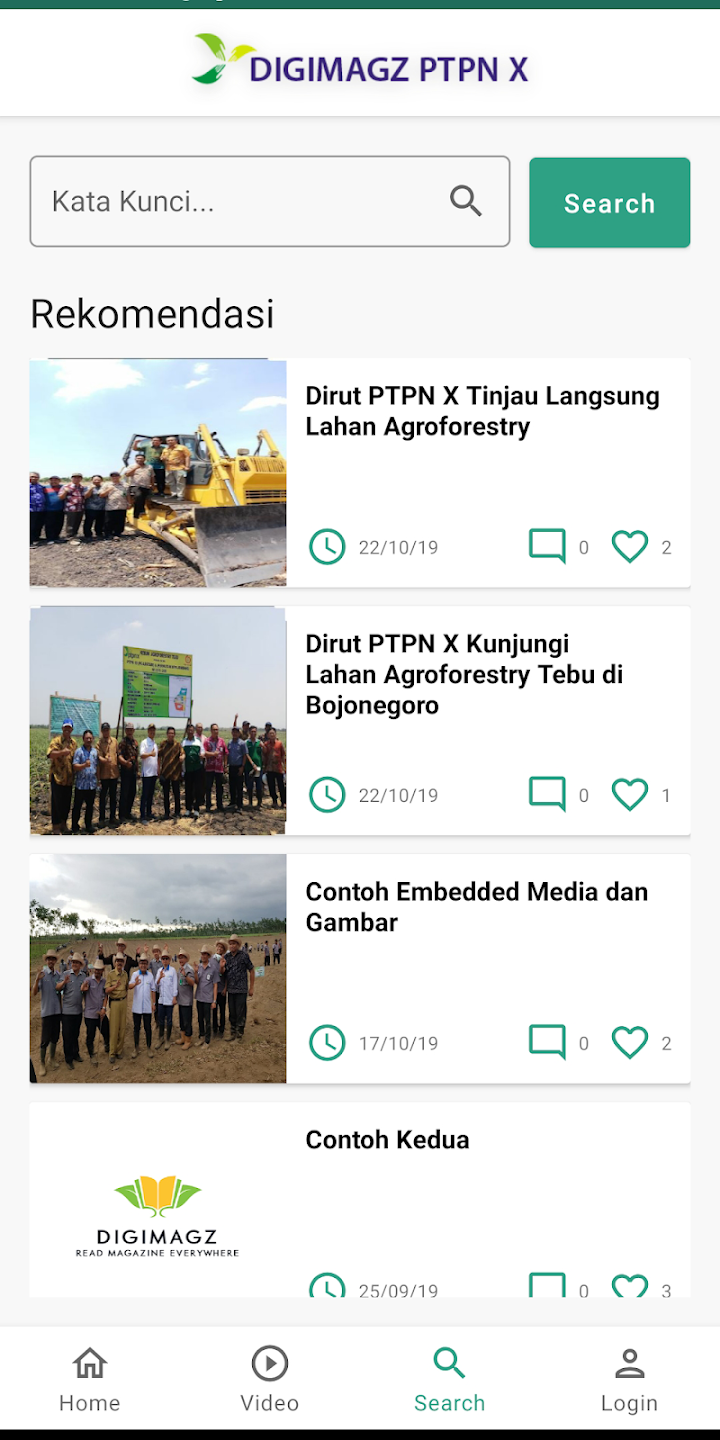 DIGIMAGZ PTPN X
Kata Kunci...
Search
Rekomendasi
Dirut PTPN X Tinjau Langsung
Lahan Agroforestry
22/10/19
0
2
Dirut PTPN X Kunjungi
Lahan Agroforestry Tebu di
Bojonegoro
22/10/19
0
1
Contoh Embedded Media dan
Gambar
17/10/19
0
2
DIGIMAGZ
READ MAGAZINE EVERYWHERE
Contoh Kedua
25/09/19
0
3
Home
Video
Search
Login